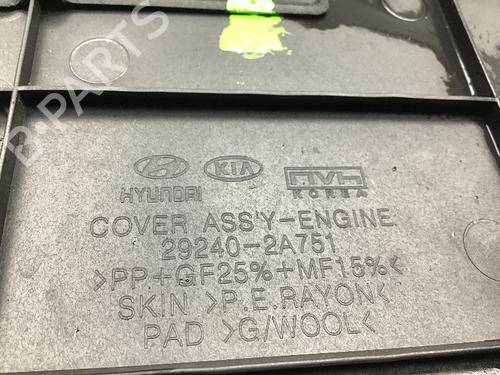 B-PARTS
HYUNDAI KIA NVH KOREA
COVER ASS'Y-ENGINE
29240-2A751
>PP+GF25%+MF15%<
SKIN >P.E.RAYON<
PAD >G/WOOL<